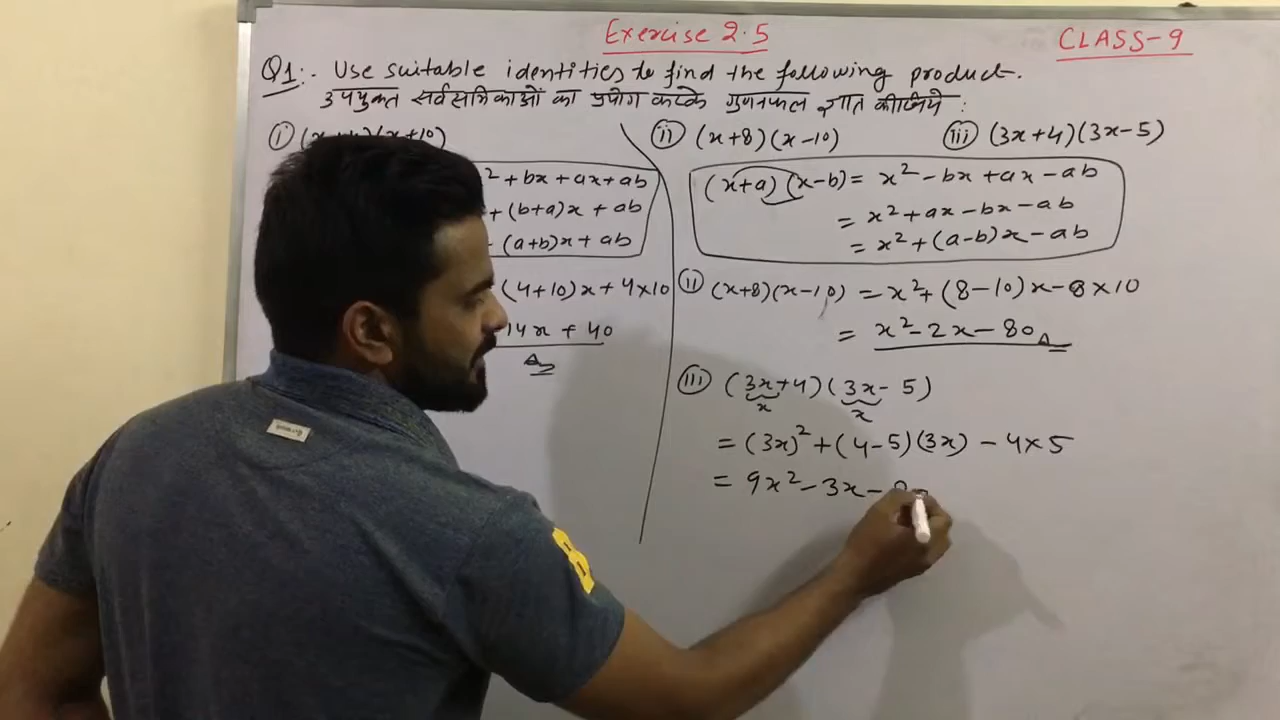 Exercise 2.5
CLASS-9
Q1:- Use suitable identities to find the following product.
उपयुक्त सर्वसमिकाओं का प्रयोग करके गुणनफल ज्ञात कीजिये :
i) (x+4)(x+10)
ii) (x+8)(x-10)
iii) (3x+4)(3x-5)
² + bx + ax + ab
+ (b+a)x + ab
(a+b)x + ab
(4+10)x + 4×10
14x + 40
(x+a)(x-b) = x² - bx + ax - ab
= x² + ax - bx - ab
= x² + (a-b)x - ab
ii) (x+8)(x-10) = x² + (8-10)x - 8×10
= x² - 2x - 80
iii) (3x+4)(3x-5)
x x
= (3x)² + (4-5)(3x) - 4×5
= 9x² - 3x -